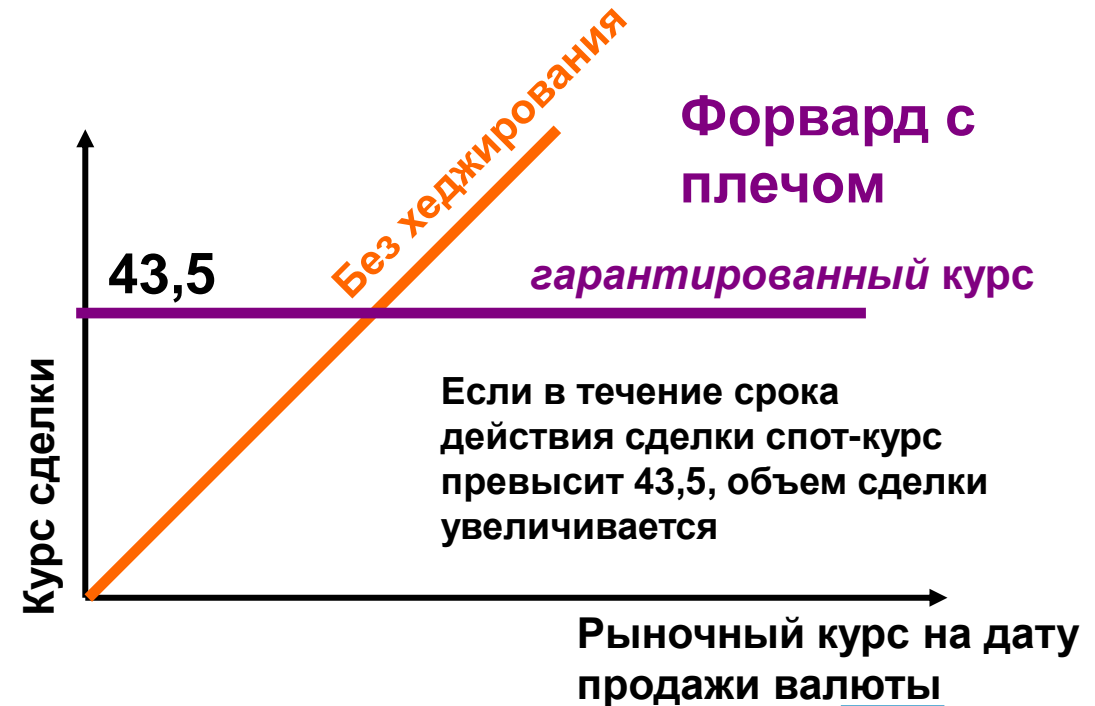 Без хеджирования
Форвард с
плечом
43,5
гарантированный курс
Если в течение срока
действия сделки спот-курс
превысит 43,5, объем сделки
увеличивается
Курс сделки
Рыночный курс на дату
продажи валюты